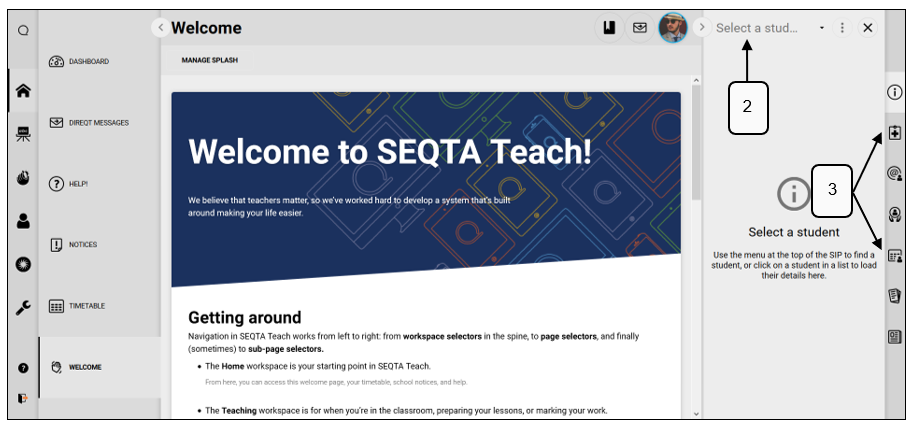 Welcome
Select a stud...
DASHBOARD
MANAGE SPLASH
2
DIREQT MESSAGES
Welcome to SEQTA Teach!
HELP!
3
We believe that teachers matter, so we've worked hard to develop a system that's built
around making your life easier.
Select a student
NOTICES
Use the menu at the top of the SIP to find a
student, or click on a student in a list to load
their details here.
TIMETABLE
Getting around
Navigation in SEQTA Teach works from left to right: from workspace selectors in the spine, to page selectors, and finally
(sometimes) to sub-page selectors.
WELCOME
• The Home workspace is your starting point in SEQTA Teach.
From here, you can access this welcome page, your timetable, school notices, and help.
• The Teaching workspace is for when you're in the classroom, preparing your lessons, or marking your work.